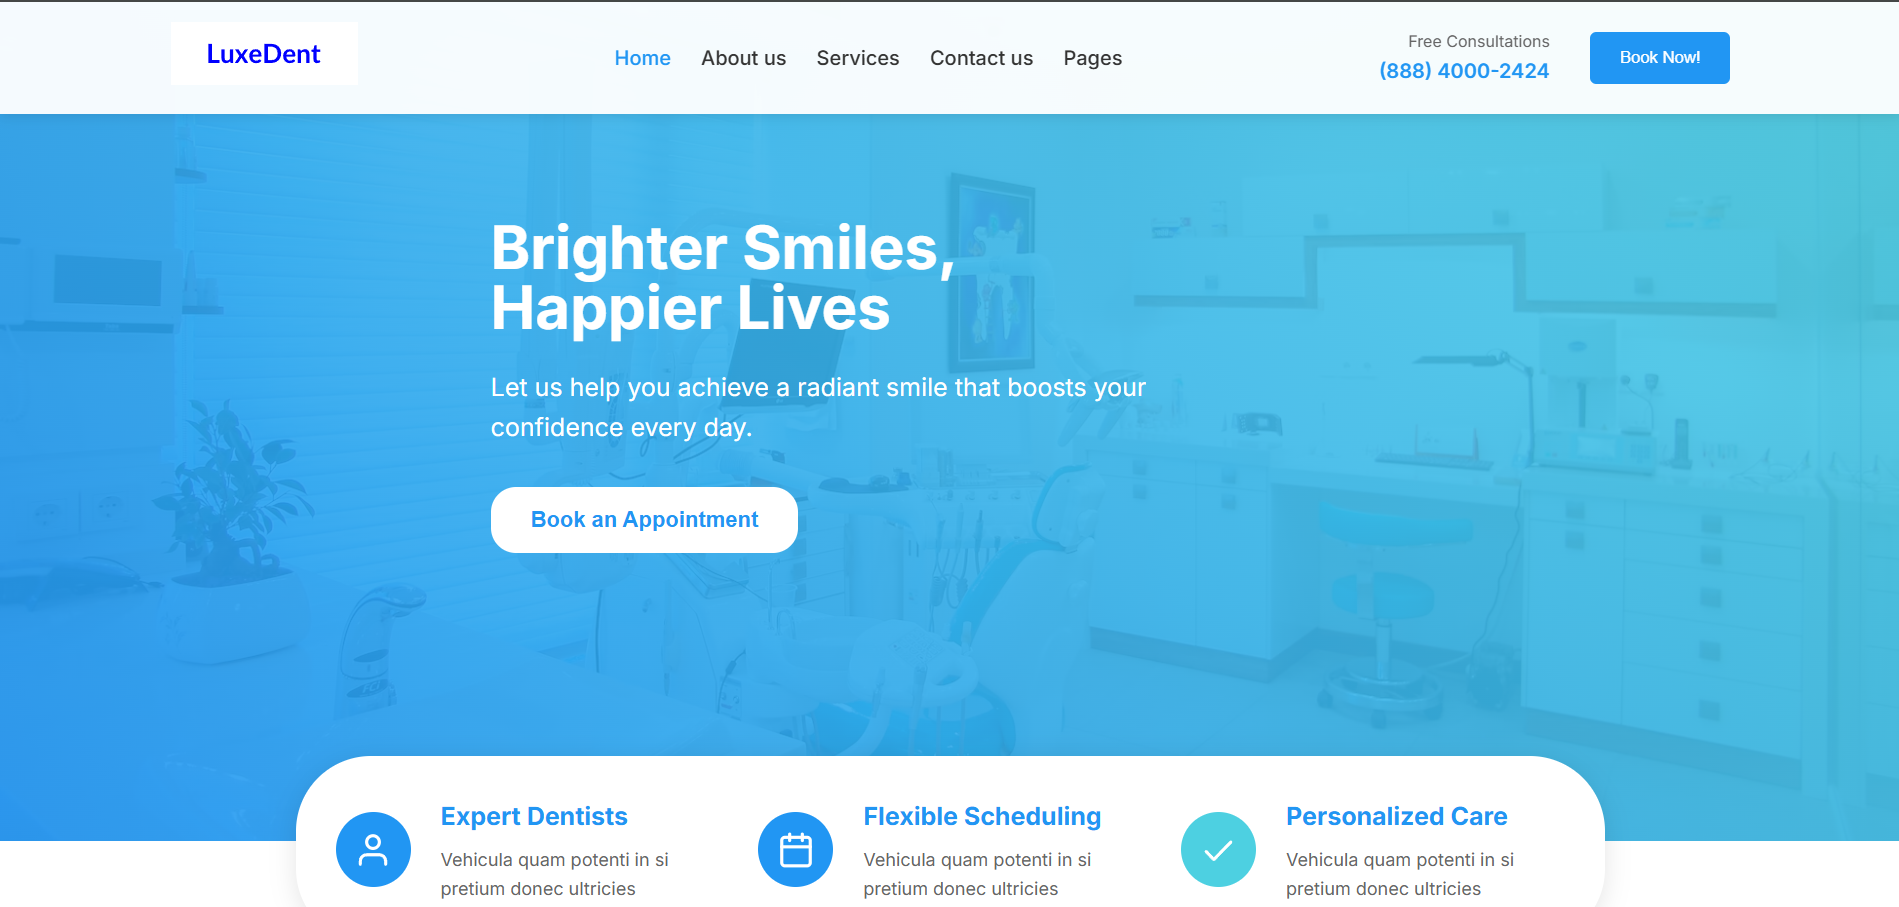 LuxeDent
Home About us Services Contact us Pages
Free Consultations
(888) 4000-2424
Book Now!
Brighter Smiles,
Happier Lives
Let us help you achieve a radiant smile that boosts your
confidence every day.
Book an Appointment
Expert Dentists
Vehicula quam potenti in si
pretium donec ultricies
Flexible Scheduling
Vehicula quam potenti in si
pretium donec ultricies
Personalized Care
Vehicula quam potenti in si
pretium donec ultricies